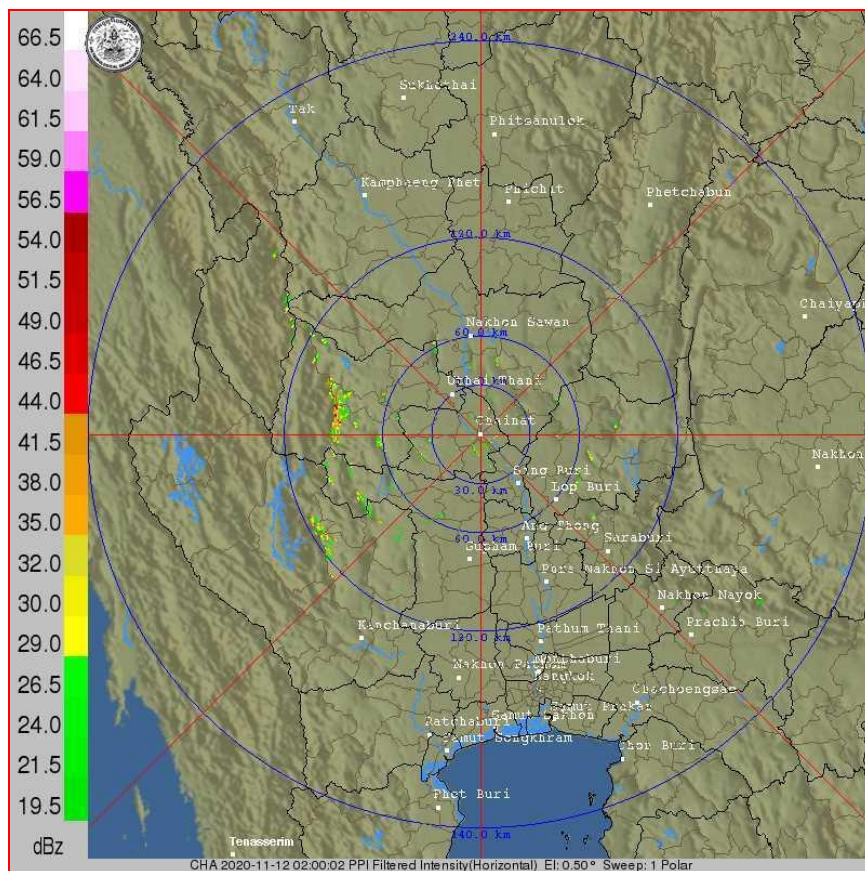 66.5
64.0
61.5
59.0
56.5
54.0
51.5
49.0
46.5
44.0
41.5
38.0
35.0
32.0
30.0
29.0
26.5
24.0
21.5
19.5
dBz
240.0 km
Sukhothai
Tak
Phitsanulok
Kamphaeng Phet
Phichit
Phetchabun
120.0 km
Chaiyaph
Nakhon Sawan
60.0 km
Uthai Thani
Chainat
Nakhon
Sing Buri
30.0 km
Lop Buri
Ang Thong
60.0 km
Suphan Buri
Saraburi
Pora Nakhon Si Ayutthaya
Nakhon Nayok
Kanchanaburi
120.0 km
Pathum Thani
Prachin Buri
Nonthaburi
Nakhon Pathom
Bangkok
Chachoengsao
Samut Prakan
Samut Sakhon
Ratchaburi
Samut Songkhram
Chon Buri
Phet Buri
240.0 km
Tenasserim
CHA 2020-11-12 02:00:02 PPI Filtered Intensity(Horizontal) El: 0.50° Sweep: 1 Polar